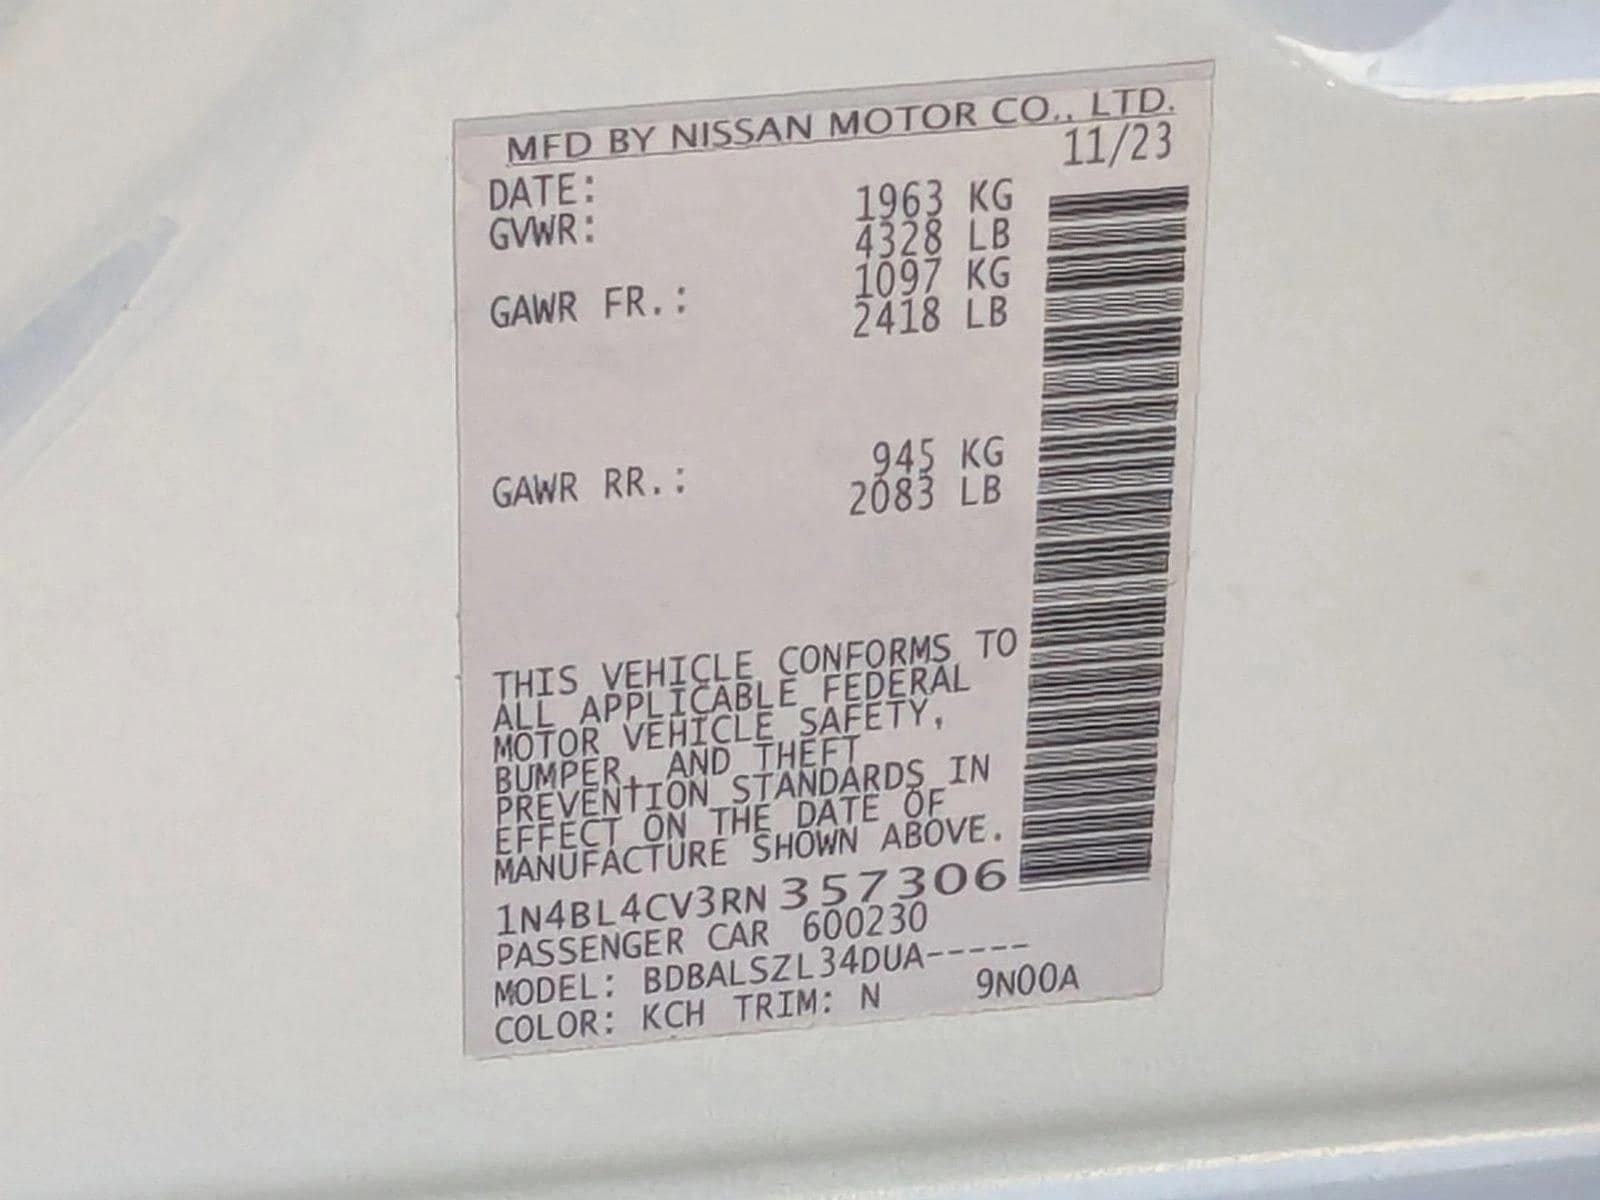 MFD BY NISSAN MOTOR CO., LTD.
DATE: 11/23
GVWR: 1963 KG
4328 LB
GAWR FR.: 1097 KG
2418 LB
GAWR RR.: 945 KG
2083 LB
THIS VEHICLE CONFORMS TO
ALL APPLICABLE FEDERAL
MOTOR VEHICLE SAFETY,
BUMPER, AND THEFT
PREVENTION STANDARDS IN
EFFECT ON THE DATE OF
MANUFACTURE SHOWN ABOVE.
1N4BL4CV3RN357306
PASSENGER CAR 600230
MODEL: BDBALSZL34DUA-----
COLOR: KCH TRIM: N 9N00A